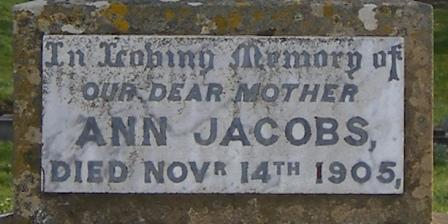 In Loving Memory of
OUR DEAR MOTHER
ANN JACOBS,
DIED NOVR 14TH 1905,